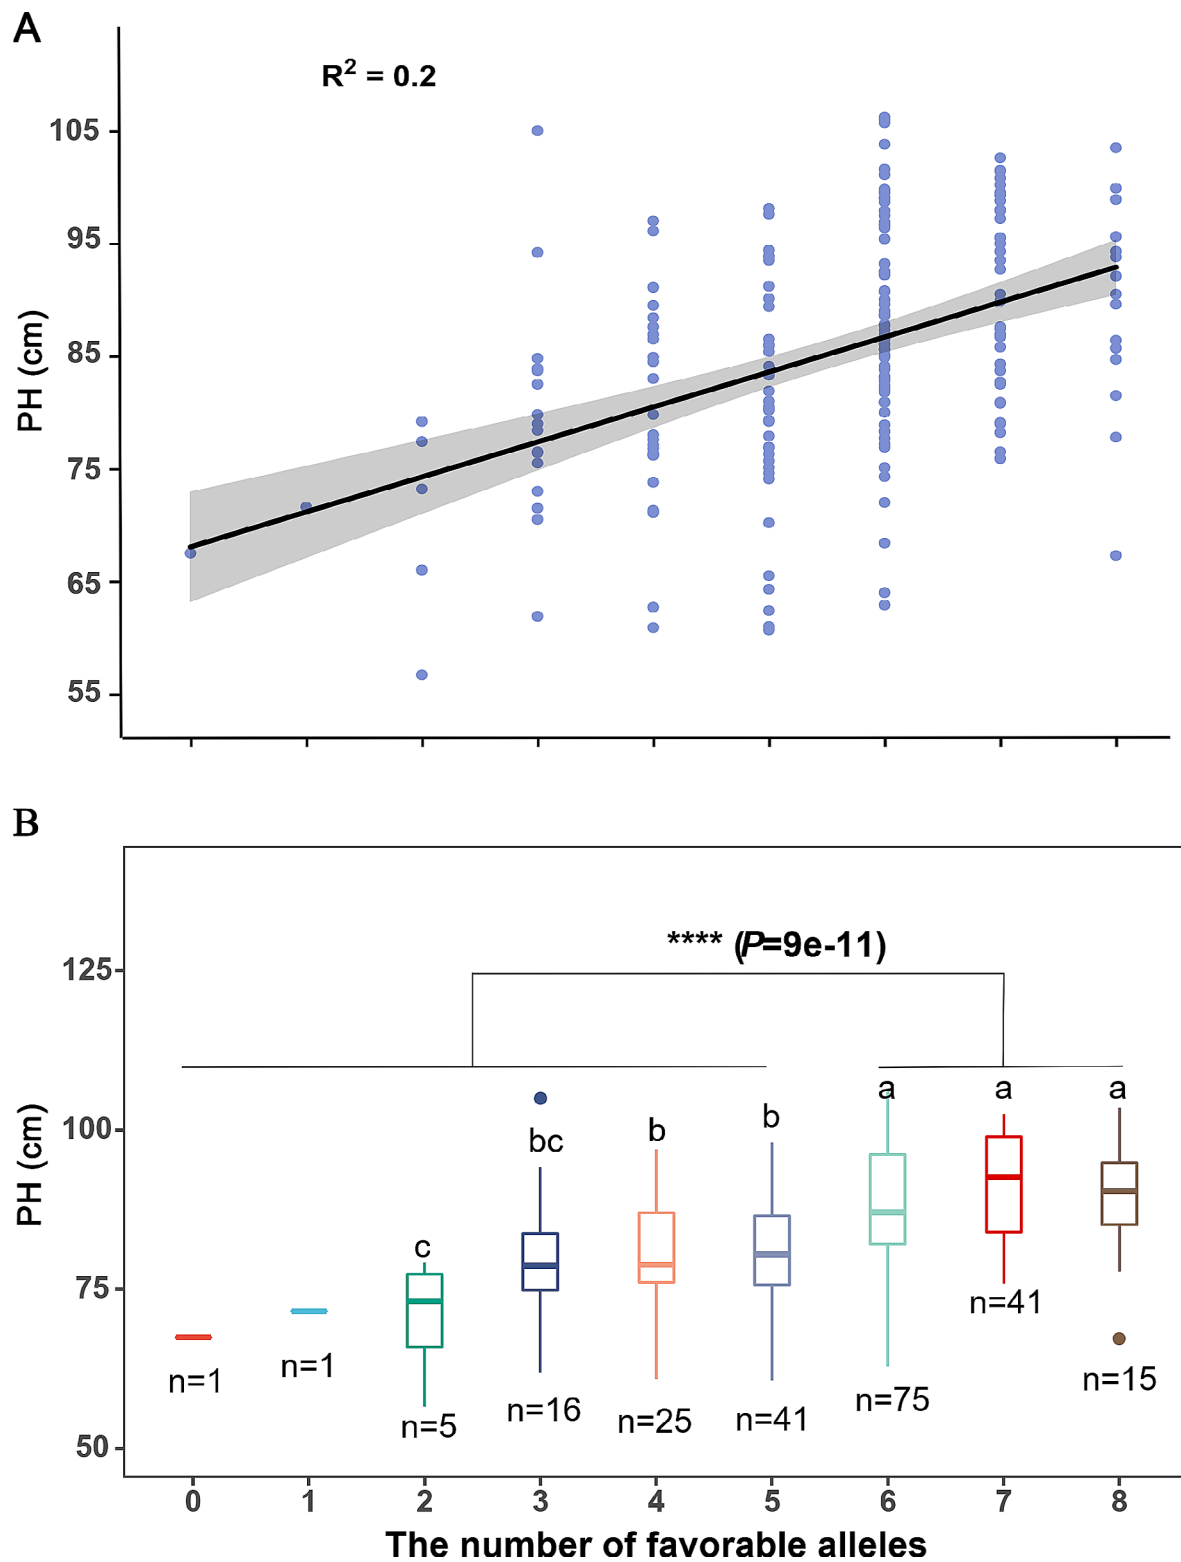 A
R² = 0.2
105
95
85
75
65
55
PH (cm)
B
**** (P=9e-11)
125
100
75
50
PH (cm)
a
a
a
b
b
bc
c
n=1
n=1
n=5
n=16
n=25
n=41
n=75
n=41
n=15
0 1 2 3 4 5 6 7 8
The number of favorable alleles